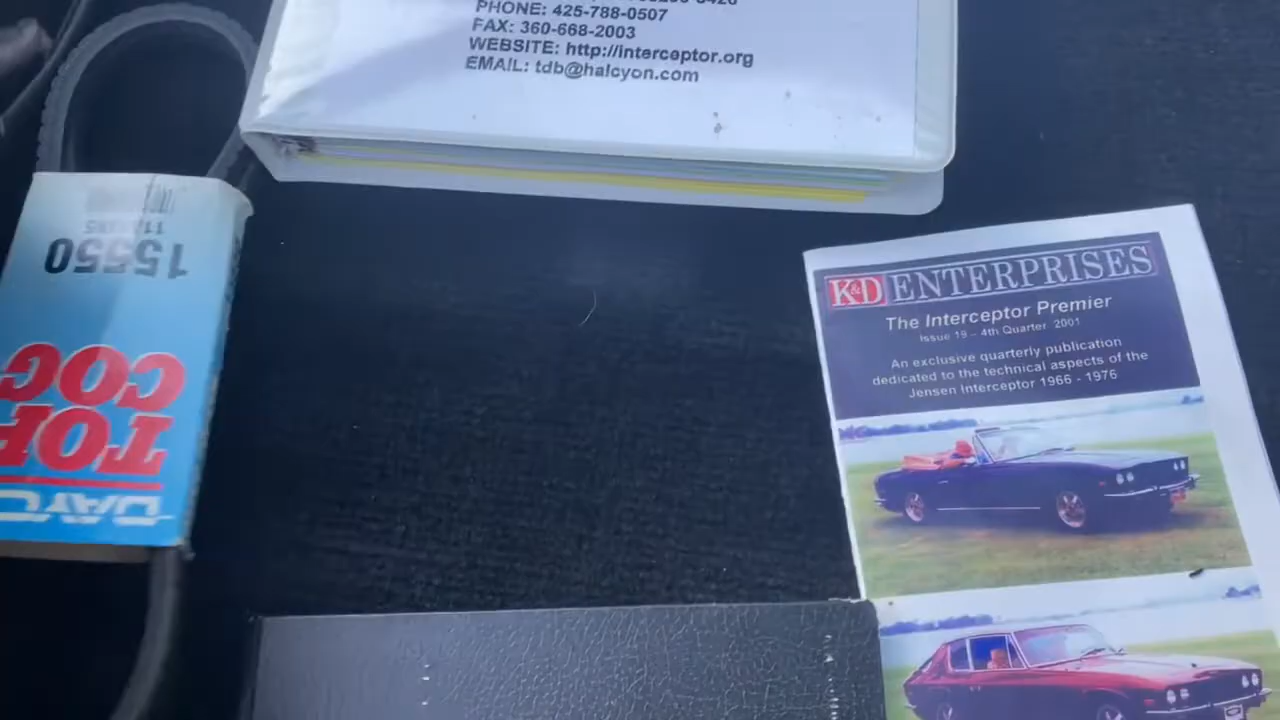 PHONE: 425-788-0507
FAX: 360-668-2003
WEBSITE: http://interceptor.org
EMAIL: tdb@halcyon.com
15550
COG
TOP
DAYC
K&D ENTERPRISES
The Interceptor Premier
Issue 19 - 4th Quarter 2001
An exclusive quarterly publication
dedicated to the technical aspects of the
Jensen Interceptor 1966 - 1976